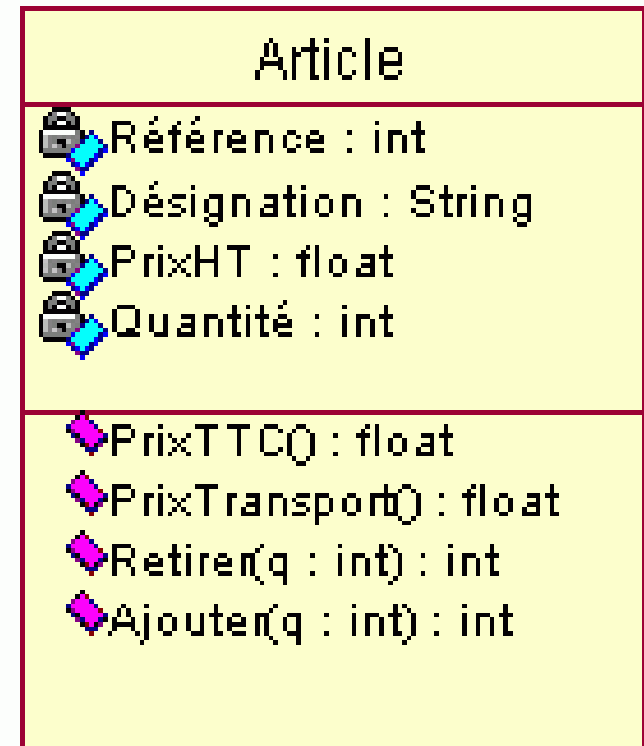 Article
Référence : int
Désignation : String
PrixHT : float
Quantité : int
PrixTTC() : float
PrixTransport() : float
Retirer(q : int) : int
Ajouter(q : int) : int